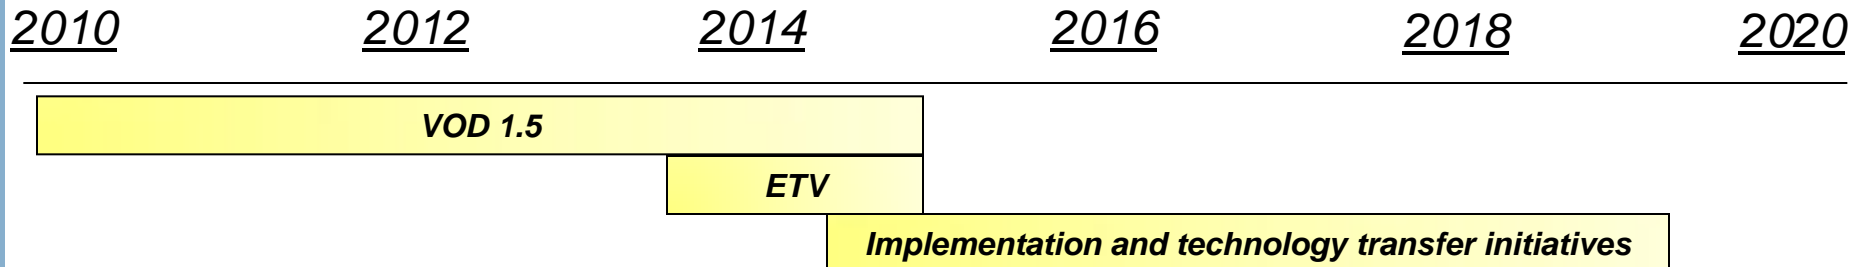 2010 2012 2014 2016 2018 2020
VOD 1.5
ETV
Implementation and technology transfer initiatives